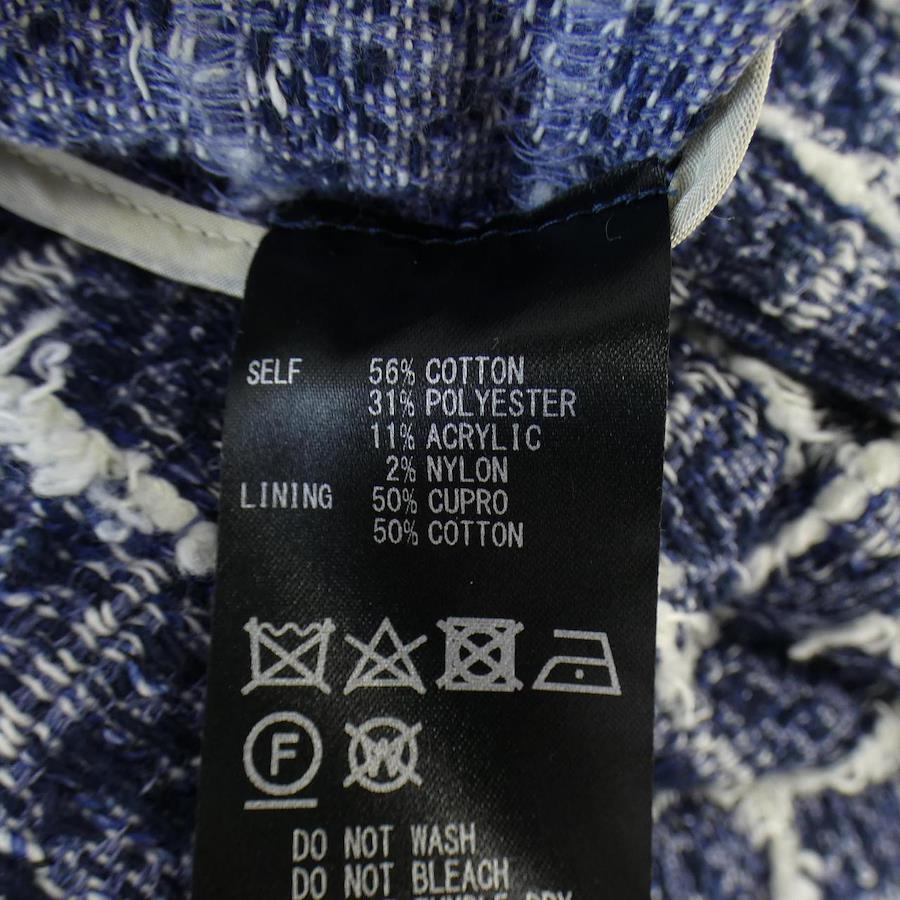 SELF 56% COTTON
31% POLYESTER
11% ACRYLIC
2% NYLON
LINING 50% CUPRO
50% COTTON
F W
DO NOT WASH
DO NOT BLEACH